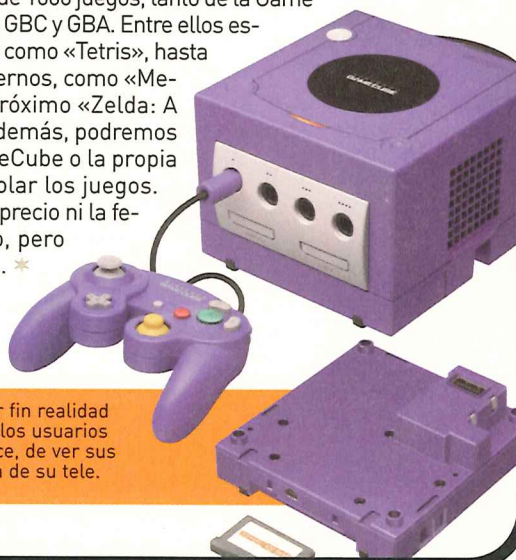 de 1000 juegos, tanto de la Game
GBC y GBA. Entre ellos es-
como «Tetris», hasta
ernos, como «Me-
róximo «Zelda: A
demás, podremos
eCube o la propia
olar los juegos.
precio ni la fe-
o, pero
. *
GAMECUBE
r fin realidad
los usuarios
ce, de ver sus
a de su tele.